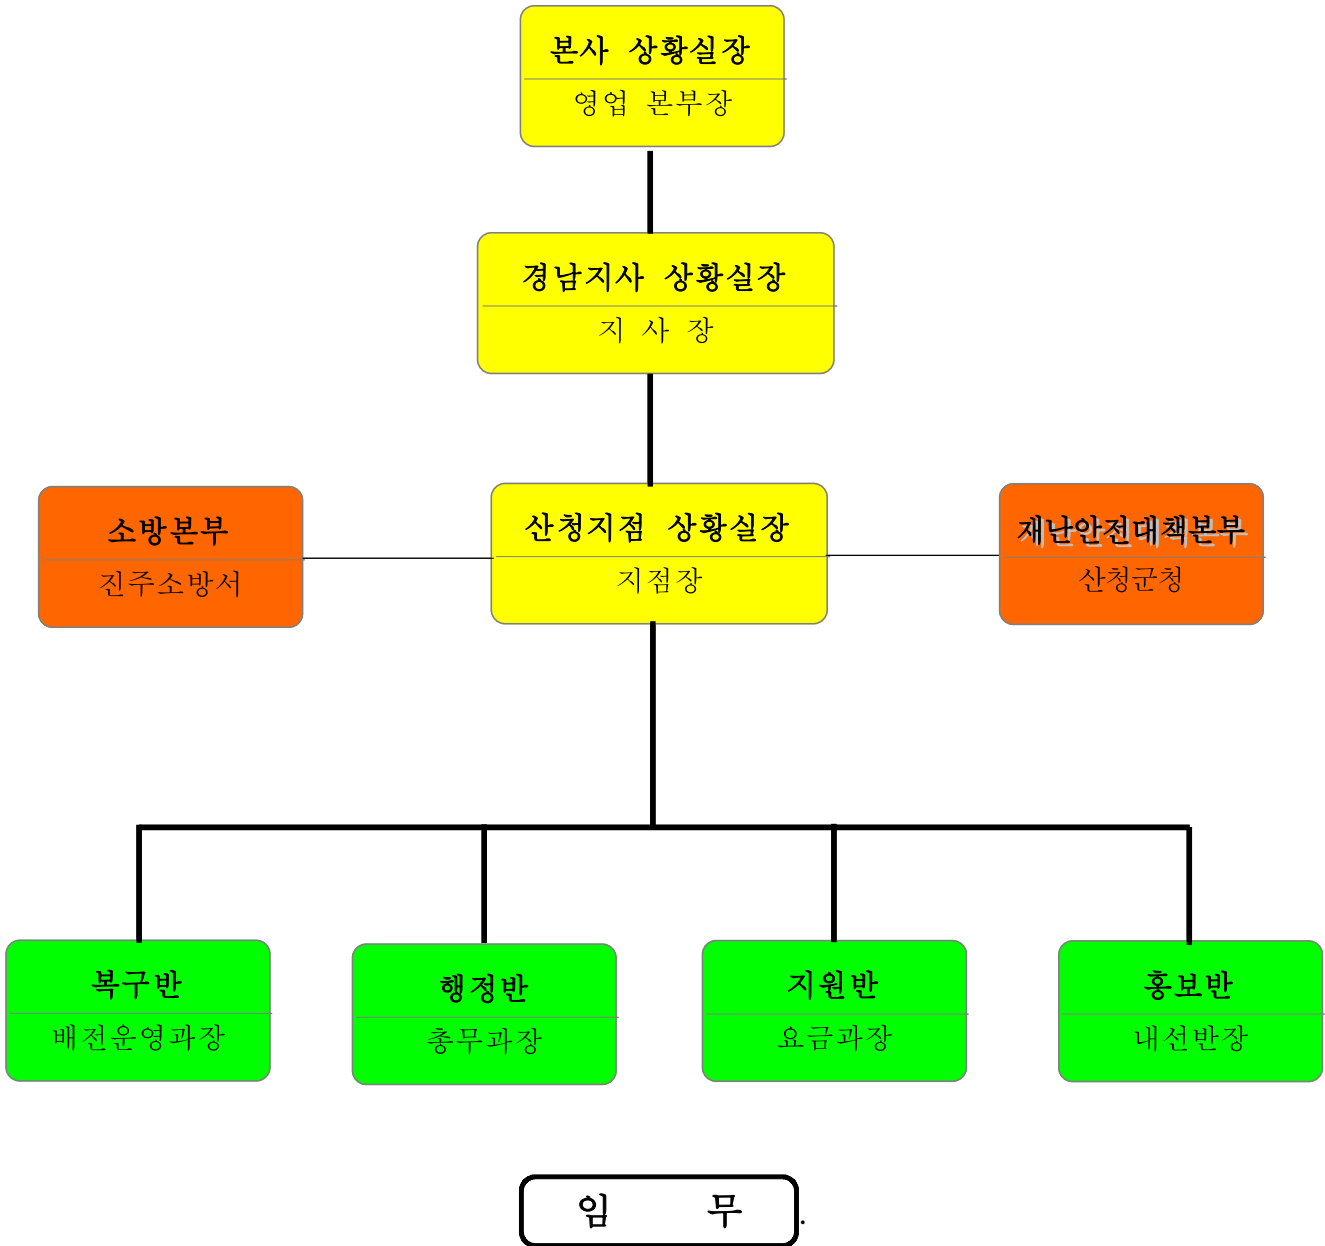 본사 상황실장
영업 본부장
경남지사 상황실장
지 사 장
소방본부
진주소방서
산청지점 상황실장
지점장
재난안전대책본부
산청군청
복구반
배전운영과장
행정반
총무과장
지원반
요금과장
홍보반
내선반장
임 무.